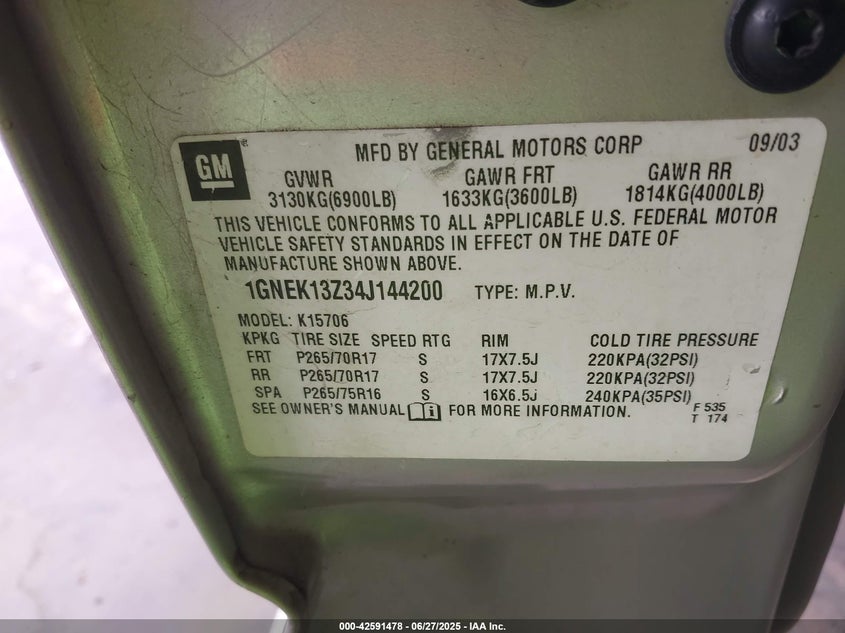 GM
MFD BY GENERAL MOTORS CORP 09/03
GVWR GAWR FRT GAWR RR
3130KG(6900LB) 1633KG(3600LB) 1814KG(4000LB)
THIS VEHICLE CONFORMS TO ALL APPLICABLE U.S. FEDERAL MOTOR
VEHICLE SAFETY STANDARDS IN EFFECT ON THE DATE OF
MANUFACTURE SHOWN ABOVE.
1GNEK13Z34J144200 TYPE: M.P.V.
MODEL: K15706
KPKG TIRE SIZE SPEED RTG RIM COLD TIRE PRESSURE
FRT P265/70R17 S 17X7.5J 220KPA(32PSI)
RR P265/70R17 S 17X7.5J 220KPA(32PSI)
SPA P265/75R16 S 16X6.5J 240KPA(35PSI)
SEE OWNER'S MANUAL FOR MORE INFORMATION. F 535
T 174
000-42591478 | 06/27/2025 - IAA Inc.